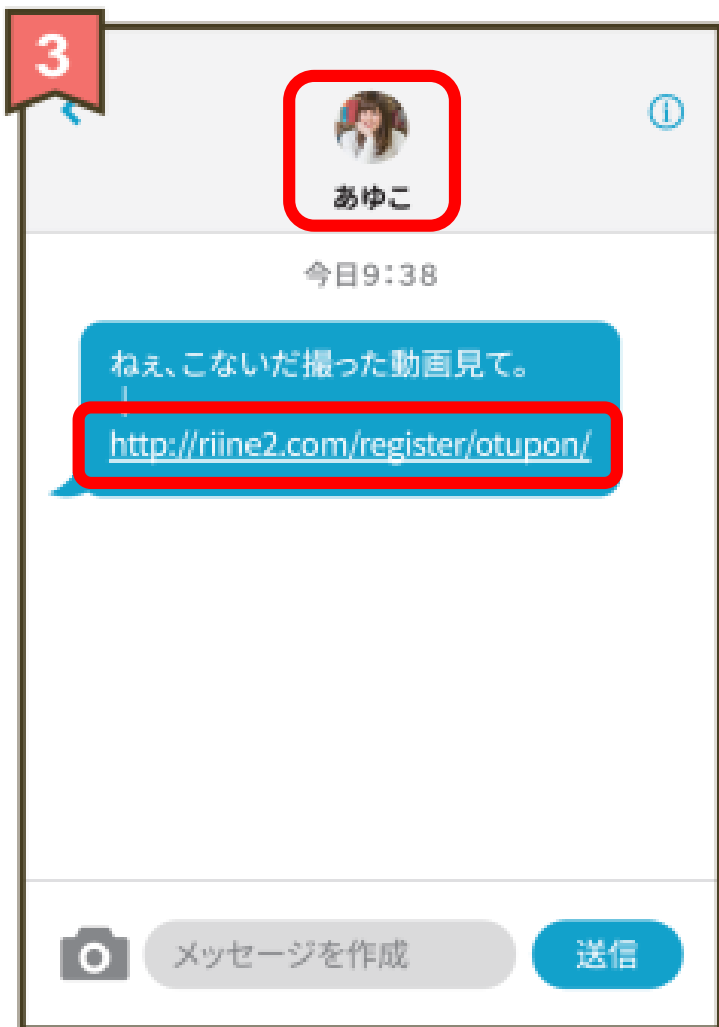 3
あゆこ
今日9:38
ねぇ、こないだ撮った動画見て。
↓
http://riine2.com/register/otupon/
メッセージを作成
送信